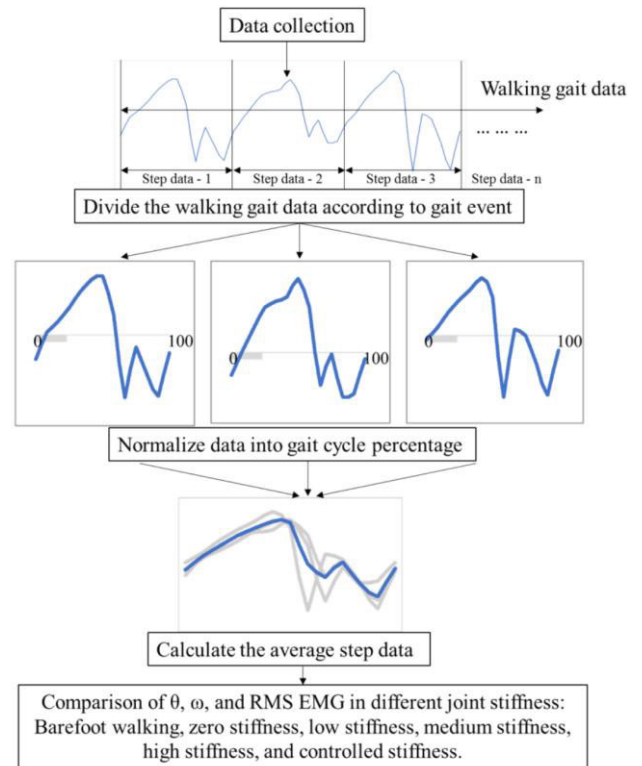 Data collection
Walking gait data
... ... ...
Step data - 1
Step data - 2
Step data - 3
Step data - n
Divide the walking gait data according to gait event
0
100
0
100
0
100
Normalize data into gait cycle percentage
Calculate the average step data
Comparison of θ, ω, and RMS EMG in different joint stiffness:
Barefoot walking, zero stiffness, low stiffness, medium stiffness,
high stiffness, and controlled stiffness.